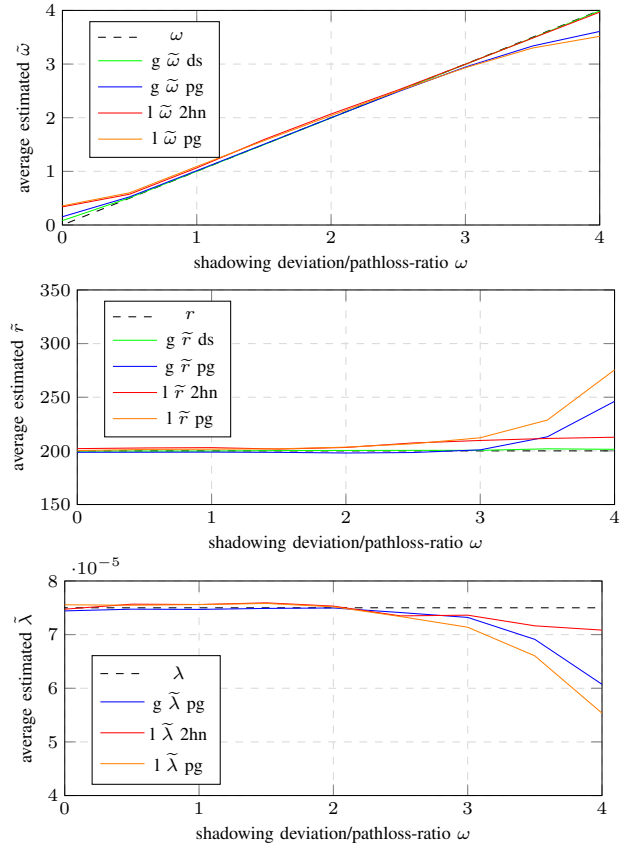 4
3
2
1
0
average estimated ω̃
ω
g ω̃ ds
g ω̃ pg
l ω̃ 2hn
l ω̃ pg
0 1 2 3 4
shadowing deviation/pathloss-ratio ω
350
300
250
200
150
average estimated r̃
r
g r̃ ds
g r̃ pg
l r̃ 2hn
l r̃ pg
0 1 2 3 4
shadowing deviation/pathloss-ratio ω
·10⁻⁵
8
7
6
5
4
average estimated λ̃
λ
g λ̃ pg
l λ̃ 2hn
l λ̃ pg
0 1 2 3 4
shadowing deviation/pathloss-ratio ω